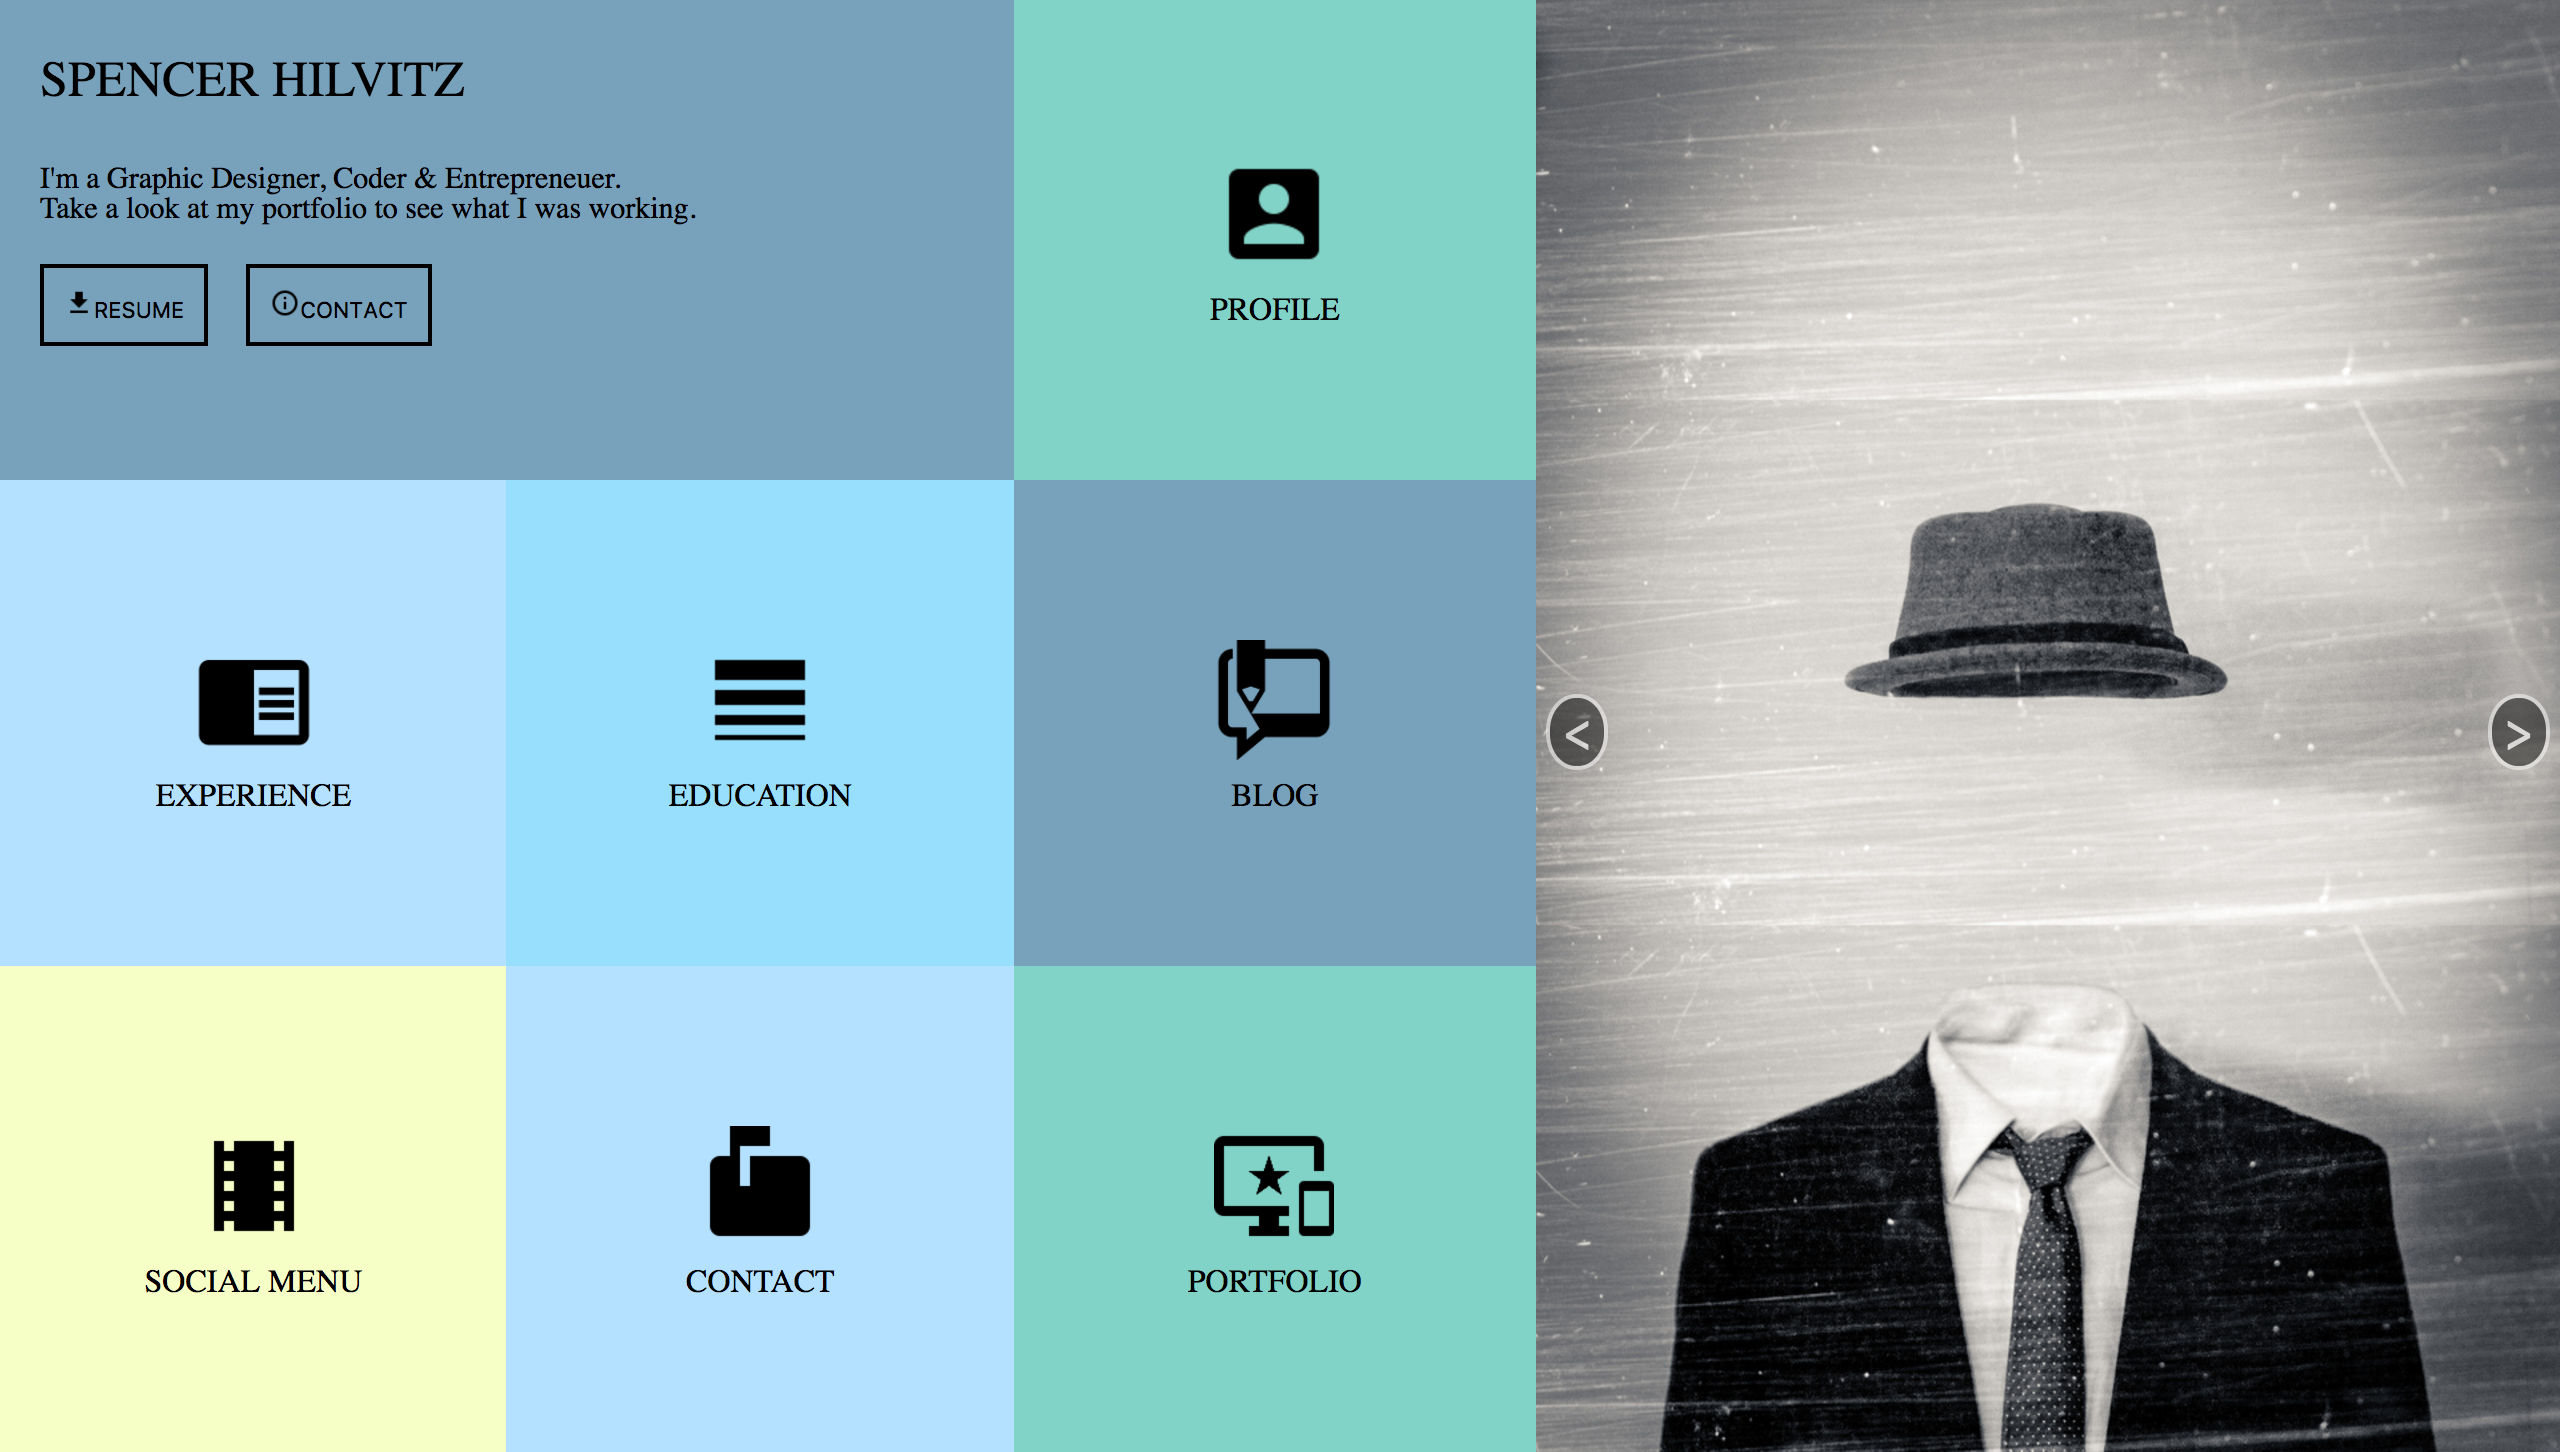 SPENCER HILVITZ
I'm a Graphic Designer, Coder & Entrepreneuer.
Take a look at my portfolio to see what I was working.
RESUME
CONTACT
PROFILE
EXPERIENCE
EDUCATION
BLOG
<
>
SOCIAL MENU
CONTACT
PORTFOLIO